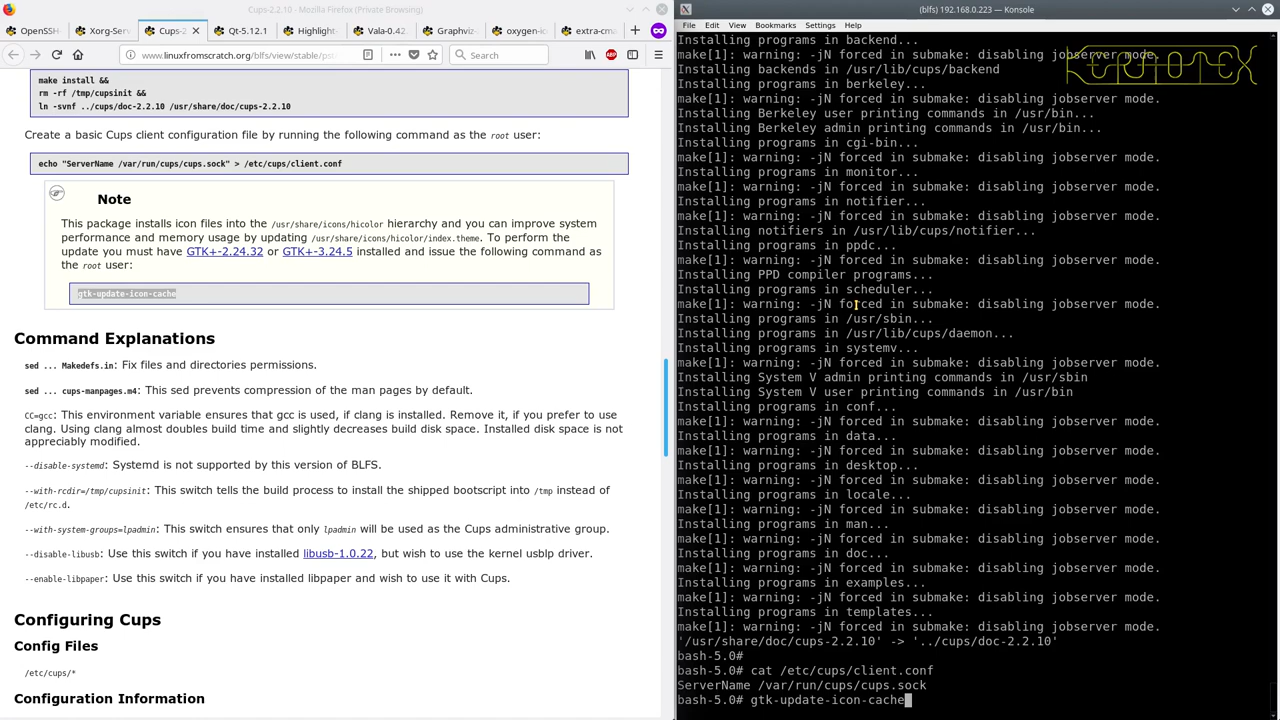 Cups-2.2.10 - Mozilla Firefox (Private Browsing)
OpenSSH-
Xorg-Serv
Cups-2
Qt-5.12.1
Highlight-
Vala-0.42.
Graphviz-
oxygen-ic
extra-cma
www.linuxfromscratch.org/blfs/view/stable/pst
Search
make install &&
rm -rf /tmp/cupsinit &&
ln -svnf ../cups/doc-2.2.10 /usr/share/doc/cups-2.2.10
Create a basic Cups client configuration file by running the following command as the root user:
echo "ServerName /var/run/cups/cups.sock" > /etc/cups/client.conf
Note
This package installs icon files into the /usr/share/icons/hicolor hierarchy and you can improve system
performance and memory usage by updating /usr/share/icons/hicolor/index.theme. To perform the
update you must have GTK+-2.24.32 or GTK+-3.24.5 installed and issue the following command as
the root user:
gtk-update-icon-cache
Command Explanations
sed ... Makedefs.in: Fix files and directories permissions.
sed ... cups-manpages.m4: This sed prevents compression of the man pages by default.
CC=gcc: This environment variable ensures that gcc is used, if clang is installed. Remove it, if you prefer to use
clang. Using clang almost doubles build time and slightly decreases build disk space. Installed disk space is not
appreciably modified.
--disable-systemd: Systemd is not supported by this version of BLFS.
--with-rcdir=/tmp/cupsinit: This switch tells the build process to install the shipped bootscript into /tmp instead of
/etc/rc.d.
--with-system-groups=lpadmin: This switch ensures that only lpadmin will be used as the Cups administrative group.
--disable-libusb: Use this switch if you have installed libusb-1.0.22, but wish to use the kernel usblp driver.
--enable-libpaper: Use this switch if you have installed libpaper and wish to use it with Cups.
Configuring Cups
Config Files
/etc/cups/*
Configuration Information
(blfs) 192.168.0.223 — Konsole
File Edit View Bookmarks Settings Help
Installing programs in backend...
make[1]: warning: -jN forced in submake: disabling jobserver mode.
Installing backends in /usr/lib/cups/backend
Installing programs in berkeley...
make[1]: warning: -jN forced in submake: disabling jobserver mode.
Installing Berkeley user printing commands in /usr/bin...
Installing Berkeley admin printing commands in /usr/bin...
Installing programs in cgi-bin...
make[1]: warning: -jN forced in submake: disabling jobserver mode.
Installing programs in monitor...
make[1]: warning: -jN forced in submake: disabling jobserver mode.
Installing programs in notifier...
make[1]: warning: -jN forced in submake: disabling jobserver mode.
Installing notifiers in /usr/lib/cups/notifier...
Installing programs in ppdc...
make[1]: warning: -jN forced in submake: disabling jobserver mode.
Installing PPD compiler programs...
Installing programs in scheduler...
make[1]: warning: -jN forced in submake: disabling jobserver mode.
Installing programs in /usr/sbin...
Installing programs in /usr/lib/cups/daemon...
Installing programs in systemv...
make[1]: warning: -jN forced in submake: disabling jobserver mode.
Installing System V admin printing commands in /usr/sbin
Installing System V user printing commands in /usr/bin
Installing programs in conf...
make[1]: warning: -jN forced in submake: disabling jobserver mode.
Installing programs in data...
make[1]: warning: -jN forced in submake: disabling jobserver mode.
Installing programs in desktop...
make[1]: warning: -jN forced in submake: disabling jobserver mode.
Installing programs in locale...
make[1]: warning: -jN forced in submake: disabling jobserver mode.
Installing programs in man...
make[1]: warning: -jN forced in submake: disabling jobserver mode.
Installing programs in doc...
make[1]: warning: -jN forced in submake: disabling jobserver mode.
Installing programs in examples...
make[1]: warning: -jN forced in submake: disabling jobserver mode.
Installing programs in templates...
make[1]: warning: -jN forced in submake: disabling jobserver mode.
'/usr/share/doc/cups-2.2.10' -> '../cups/doc-2.2.10'
bash-5.0#
bash-5.0# cat /etc/cups/client.conf
ServerName /var/run/cups/cups.sock
bash-5.0# gtk-update-icon-cache